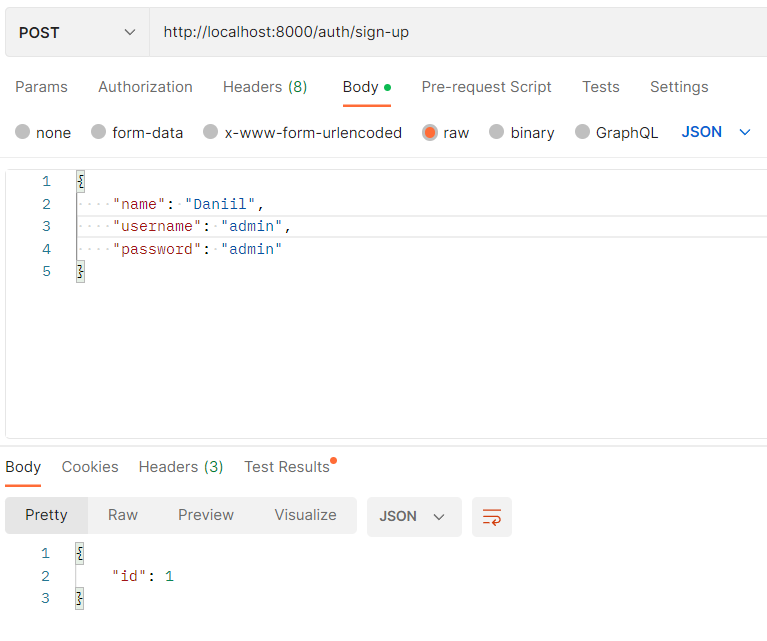 POST http://localhost:8000/auth/sign-up
Params Authorization Headers (8) Body Pre-request Script Tests Settings
none form-data x-www-form-urlencoded raw binary GraphQL JSON
1 {
2 "name": "Daniil",
3 "username": "admin",
4 "password": "admin"
5 }
Body Cookies Headers (3) Test Results
Pretty Raw Preview Visualize JSON
1 {
2 "id": 1
3 }